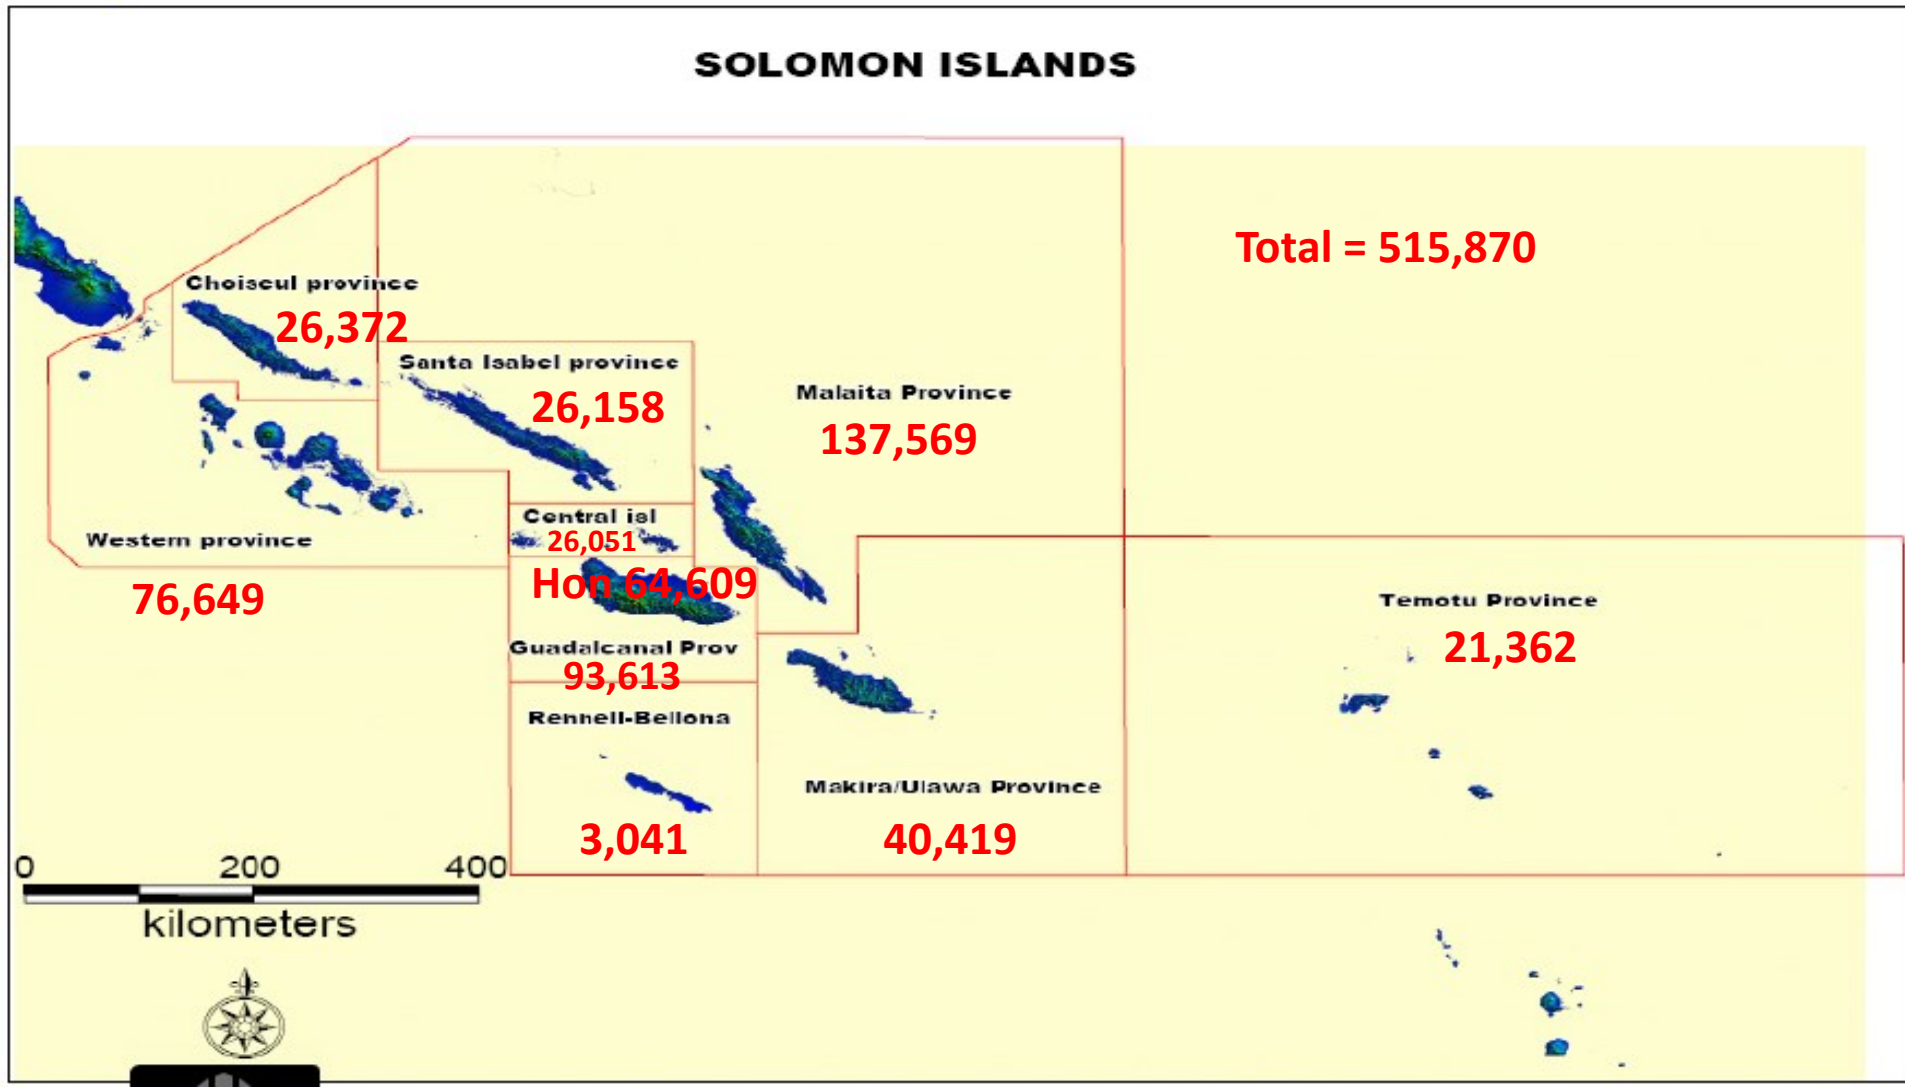 SOLOMON ISLANDS
Total = 515,870
Choiseul province
26,372
Santa Isabel province
26,158
Malaita Province
137,569
Central isl
26,051
Western province
76,649
Hon 64,609
Guadalcanal Prov
93,613
Temotu Province
21,362
Rennell-Bellona
3,041
Makira/Ulawa Province
40,419
0 200 400
kilometers